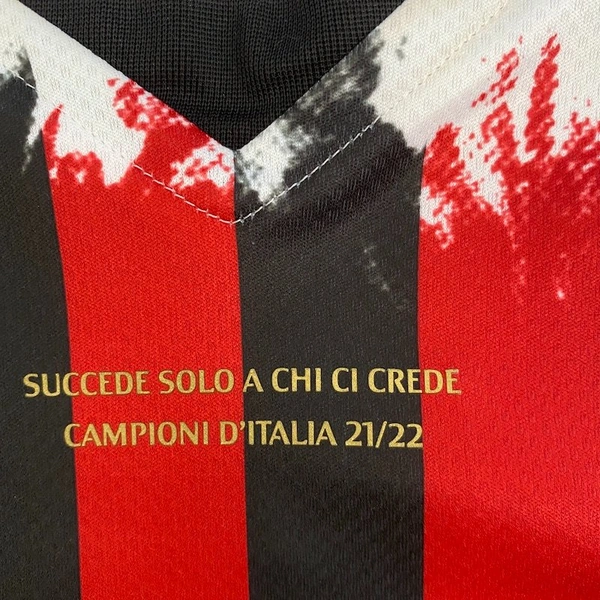 SUCCEDE SOLO A CHI CI CREDE
CAMPIONI D'ITALIA 21/22